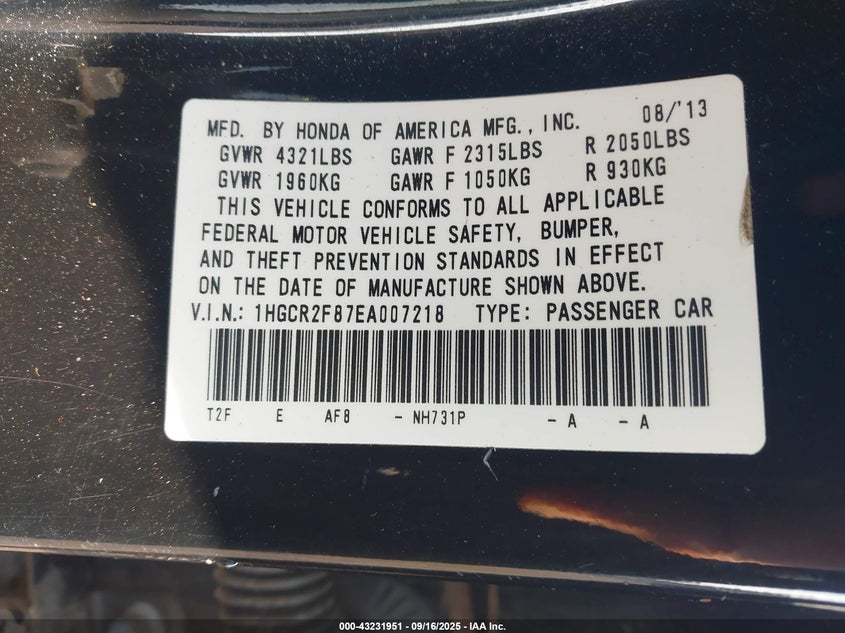 MFD. BY HONDA OF AMERICA MFG., INC. 08/'13
GVWR 4321LBS GAWR F 2315LBS R 2050LBS
GVWR 1960KG GAWR F 1050KG R 930KG
THIS VEHICLE CONFORMS TO ALL APPLICABLE
FEDERAL MOTOR VEHICLE SAFETY, BUMPER,
AND THEFT PREVENTION STANDARDS IN EFFECT
ON THE DATE OF MANUFACTURE SHOWN ABOVE.
V.I.N.: 1HGCR2F87EA007218 TYPE: PASSENGER CAR
T2F E AF8 - NH731P - A - A
000-43231951 - 09/16/2025 - IAA Inc.